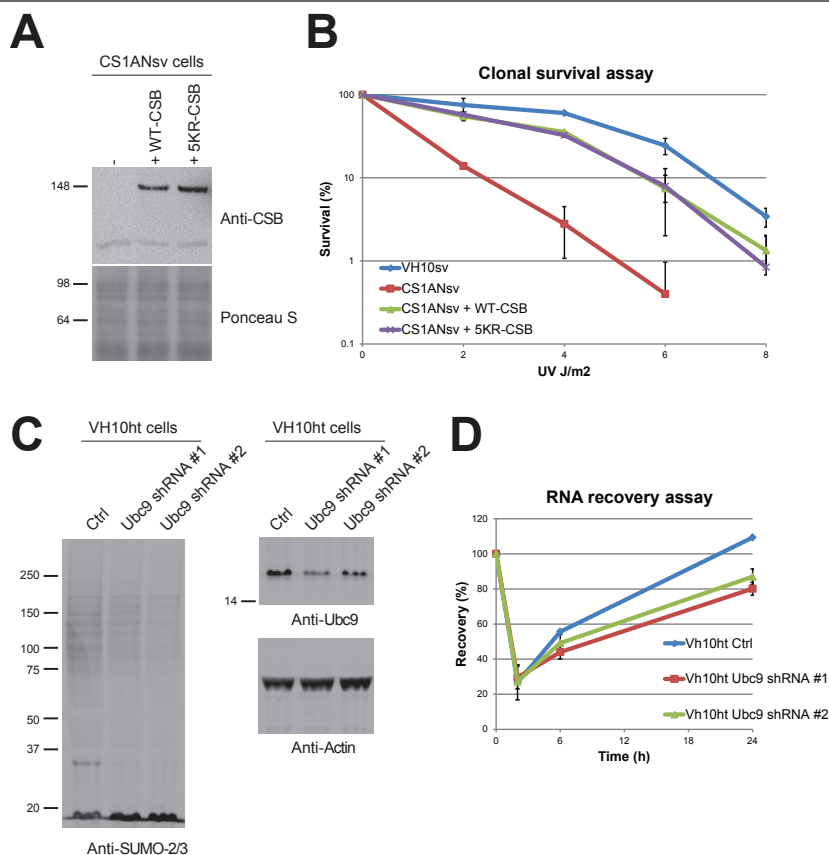 A
CS1ANsv cells
-
+ WT-CSB
+ 5KR-CSB
148
Anti-CSB
98
64
Ponceau S
B
Clonal survival assay
100
10
1
0.1
Survival (%)
VH10sv
CS1ANsv
CS1ANsv + WT-CSB
CS1ANsv + 5KR-CSB
0 2 4 6 8
UV J/m2
C
VH10ht cells
Ctrl
Ubc9 shRNA #1
Ubc9 shRNA #2
250
150
100
75
50
37
20
Anti-SUMO-2/3
VH10ht cells
Ctrl
Ubc9 shRNA #1
Ubc9 shRNA #2
14
Anti-Ubc9
Anti-Actin
D
RNA recovery assay
120
100
80
60
40
20
0
Recovery (%)
Vh10ht Ctrl
Vh10ht Ubc9 shRNA #1
Vh10ht Ubc9 shRNA #2
0 6 12 18 24
Time (h)